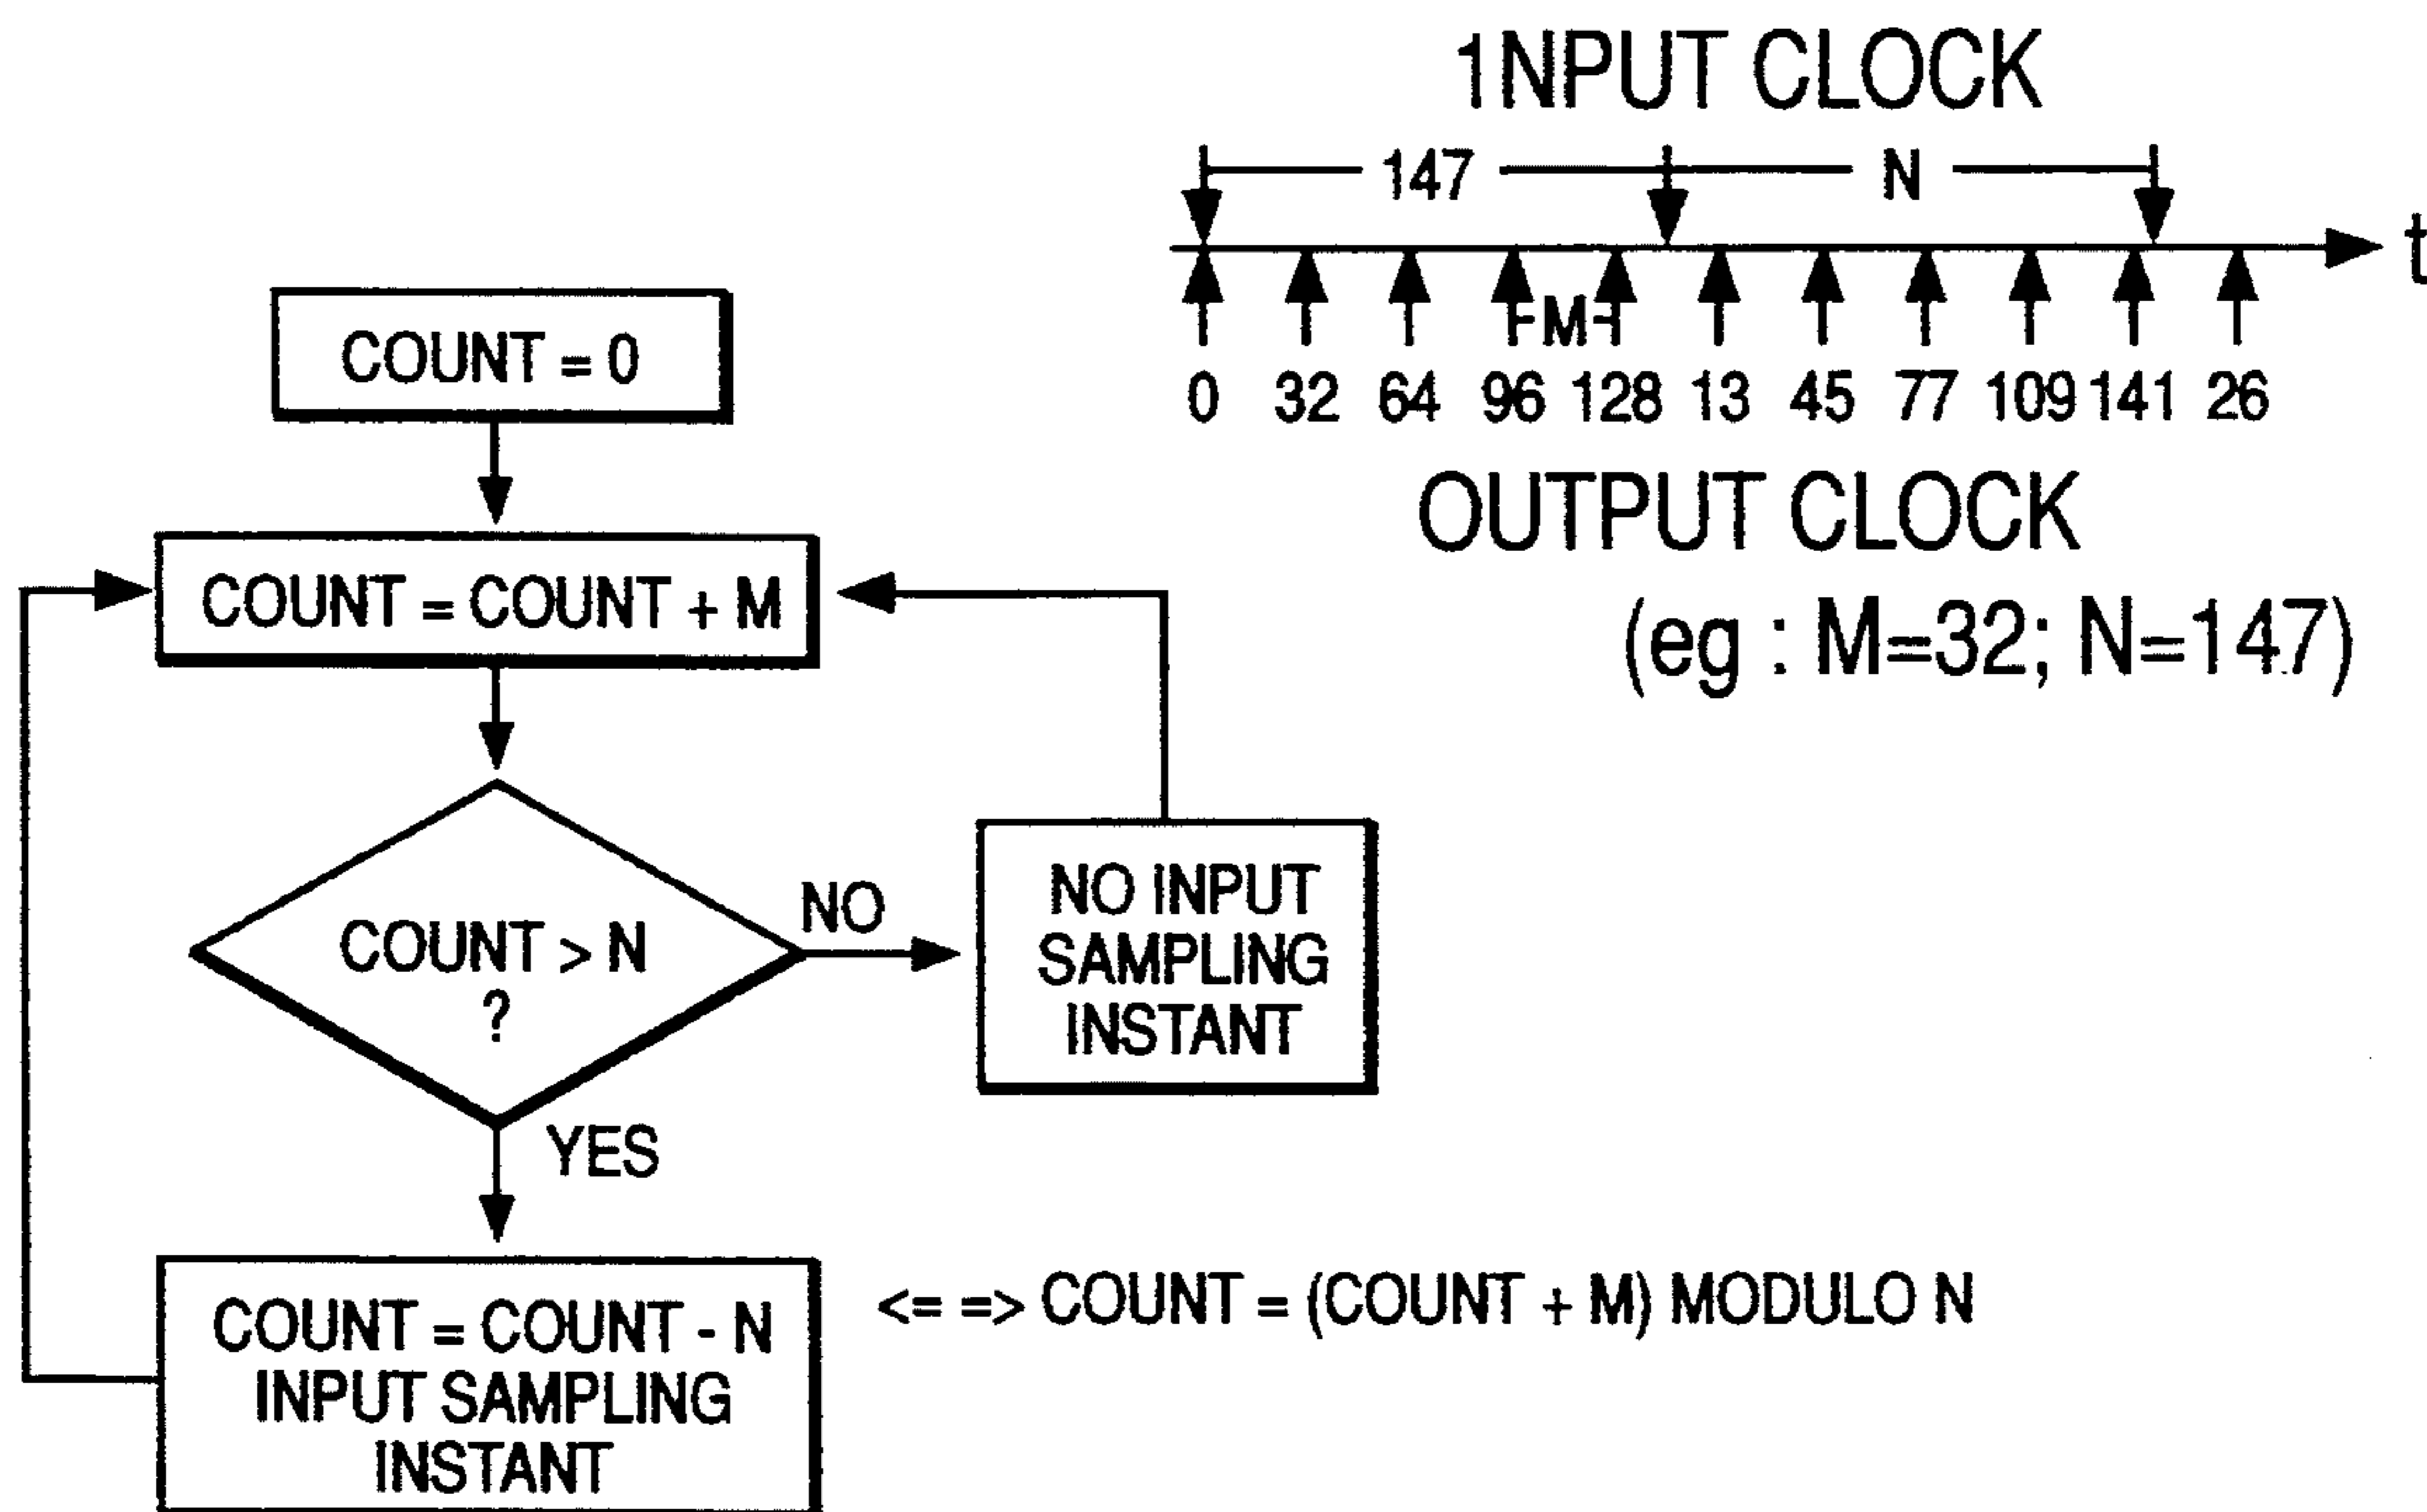 1NPUT CLOCK
147 N
t
M
0 32 64 96 128 13 45 77 109 141 26
OUTPUT CLOCK
(eg : M=32; N=147)
COUNT = 0
COUNT = COUNT + M
COUNT > N
?
NO
NO INPUT
SAMPLING
INSTANT
YES
COUNT = COUNT - N
INPUT SAMPLING
INSTANT
<= => COUNT = (COUNT + M) MODULO N